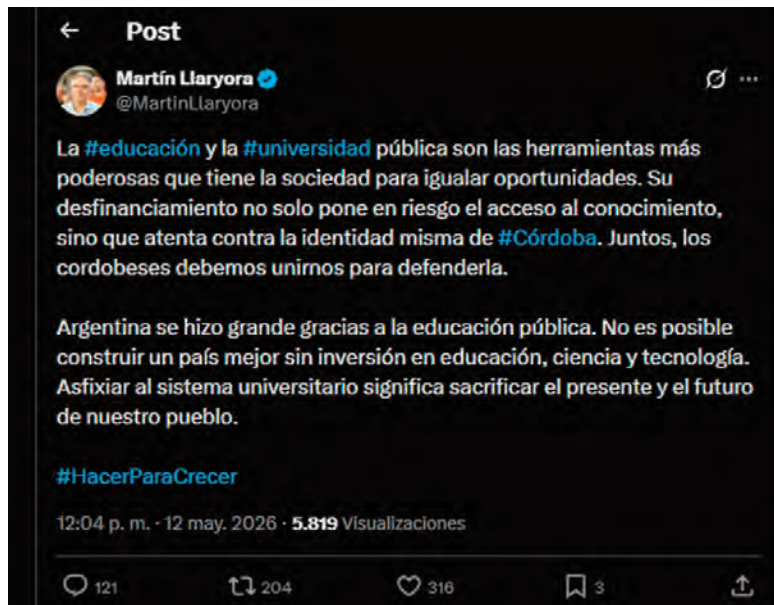 Post
Martín Llaryora
@MartinLlaryora
La #educación y la #universidad pública son las herramientas más
poderosas que tiene la sociedad para igualar oportunidades. Su
desfinanciamiento no solo pone en riesgo el acceso al conocimiento,
sino que atenta contra la identidad misma de #Córdoba. Juntos, los
cordobeses debemos unirnos para defenderla.
Argentina se hizo grande gracias a la educación pública. No es posible
construir un país mejor sin inversión en educación, ciencia y tecnología.
Asfixiar al sistema universitario significa sacrificar el presente y el futuro
de nuestro pueblo.
#HacerParaCrecer
12:04 p. m. · 12 may. 2026 · 5.819 Visualizaciones
121 204 316 3